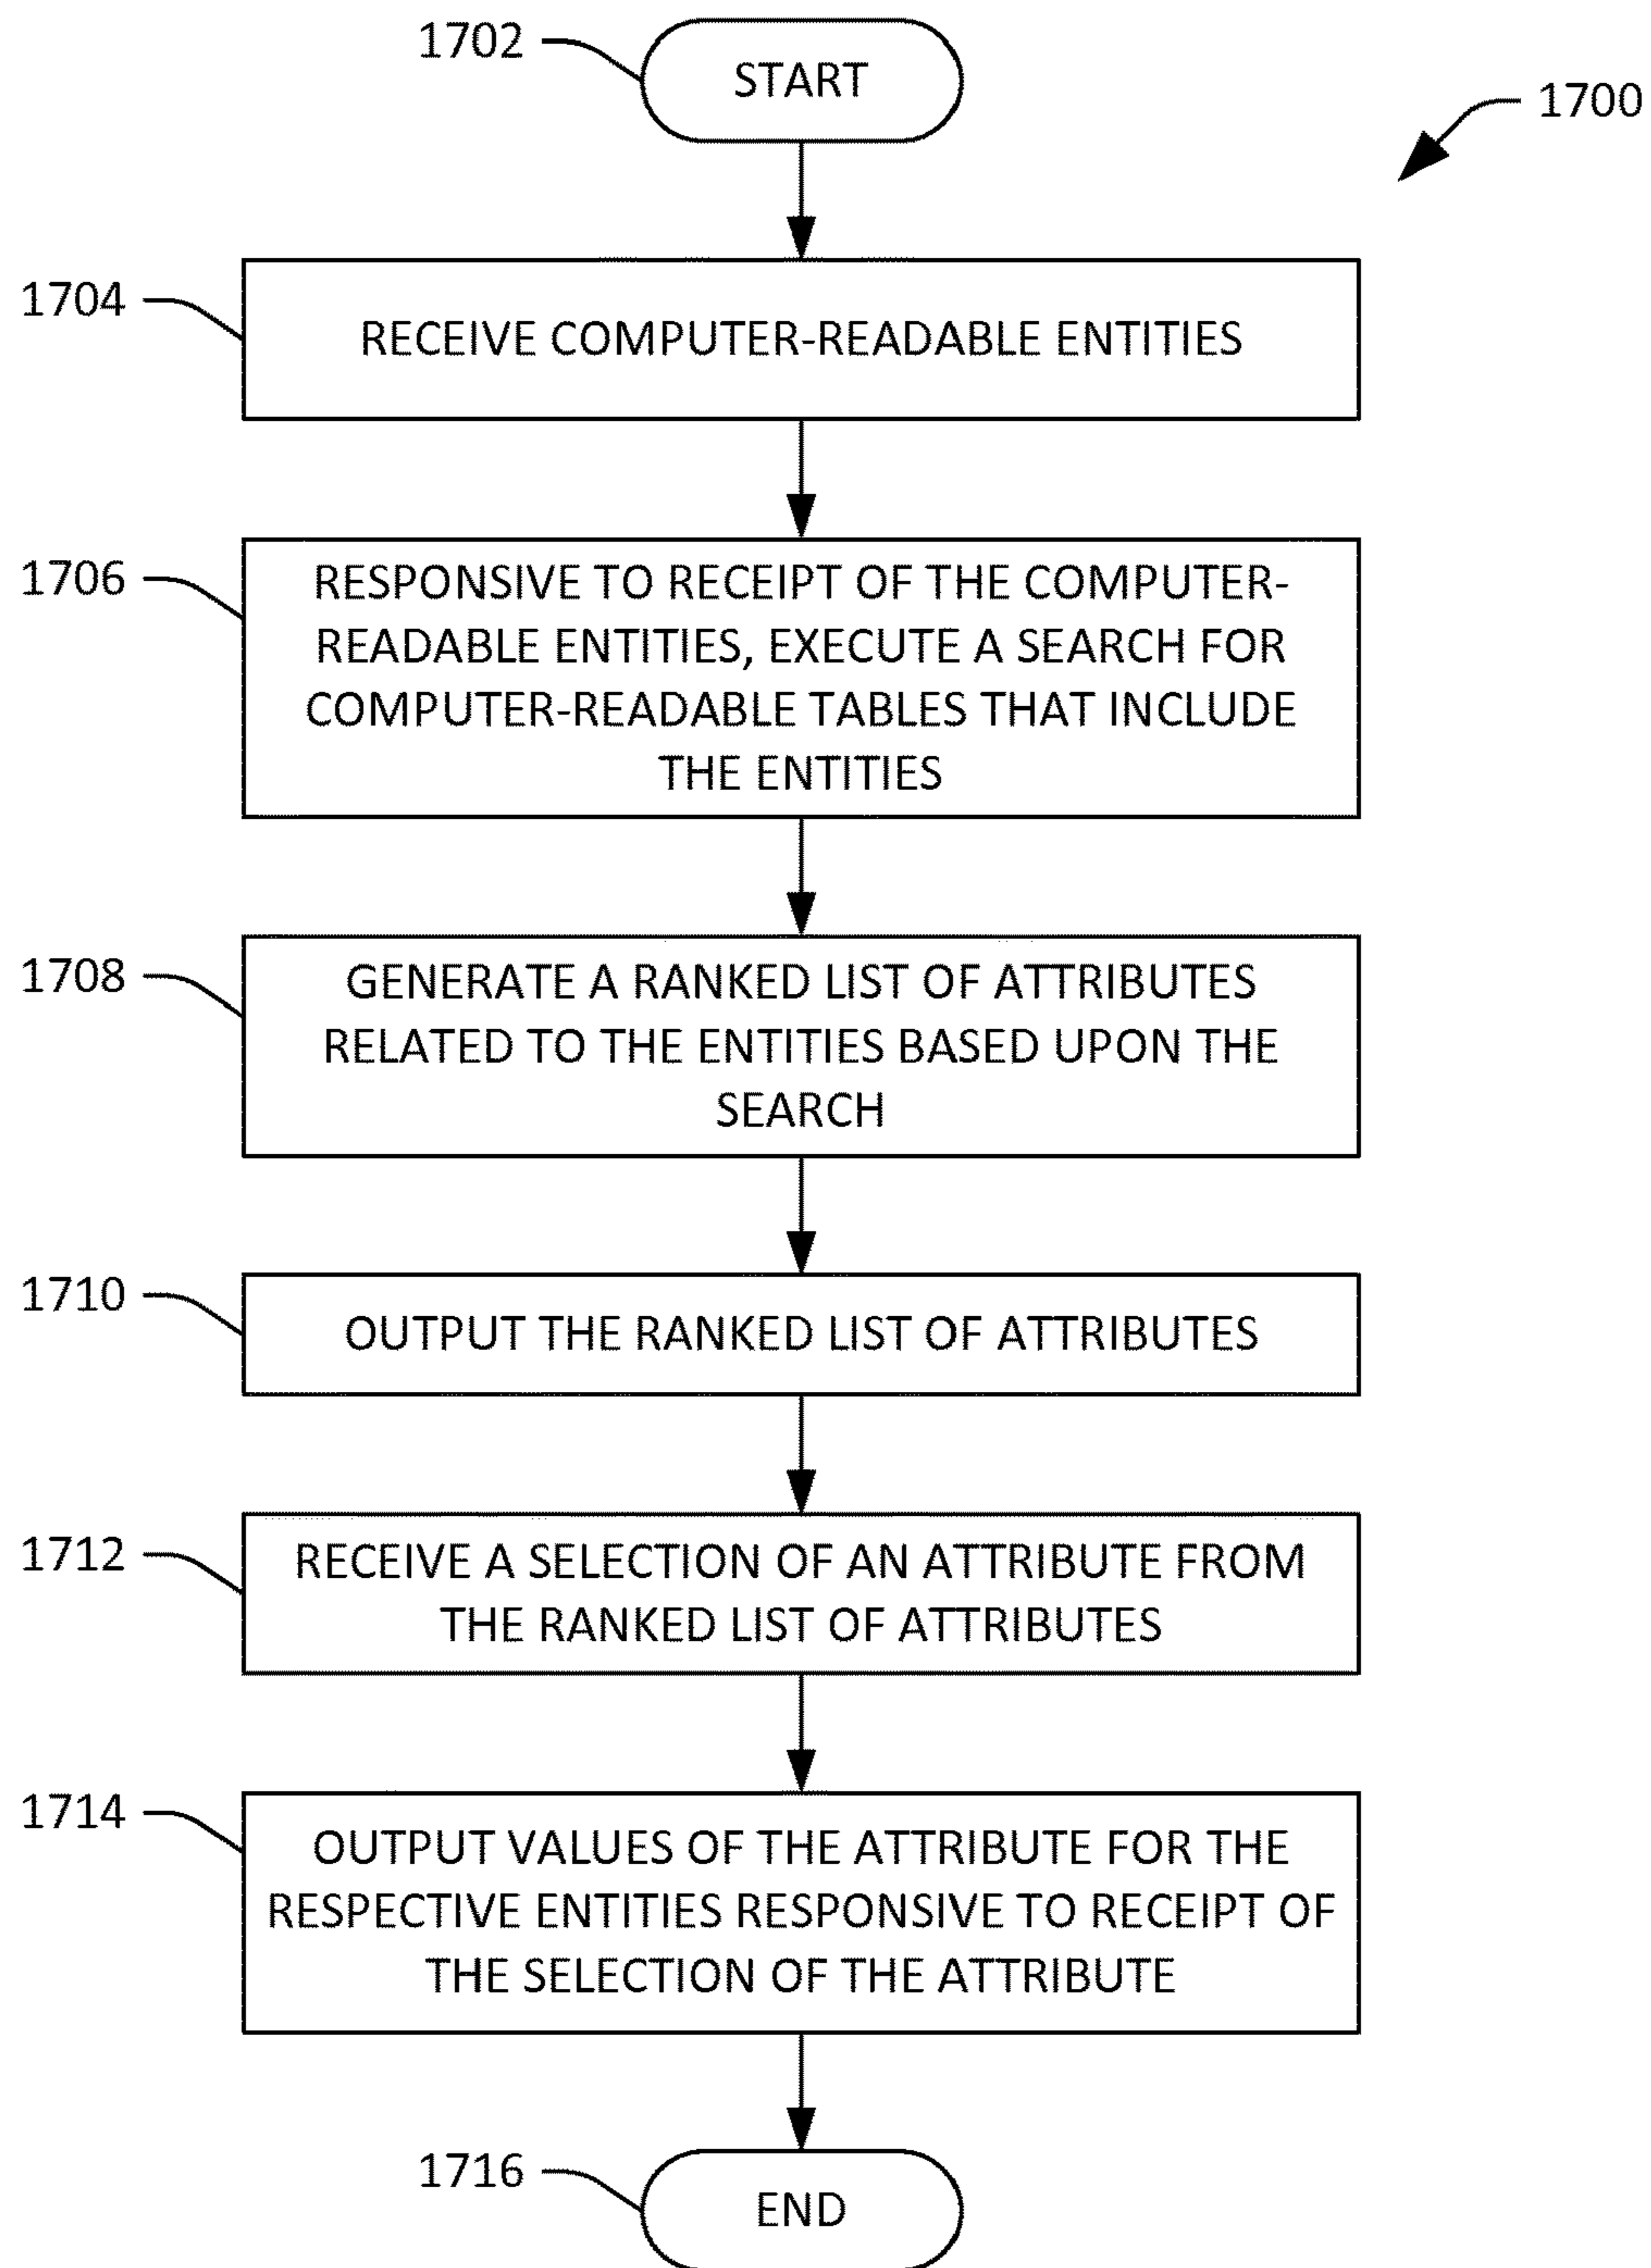 1702
START
1700
1704
RECEIVE COMPUTER-READABLE ENTITIES
1706
RESPONSIVE TO RECEIPT OF THE COMPUTER-
READABLE ENTITIES, EXECUTE A SEARCH FOR
COMPUTER-READABLE TABLES THAT INCLUDE
THE ENTITIES
1708
GENERATE A RANKED LIST OF ATTRIBUTES
RELATED TO THE ENTITIES BASED UPON THE
SEARCH
1710
OUTPUT THE RANKED LIST OF ATTRIBUTES
1712
RECEIVE A SELECTION OF AN ATTRIBUTE FROM
THE RANKED LIST OF ATTRIBUTES
1714
OUTPUT VALUES OF THE ATTRIBUTE FOR THE
RESPECTIVE ENTITIES RESPONSIVE TO RECEIPT OF
THE SELECTION OF THE ATTRIBUTE
1716
END